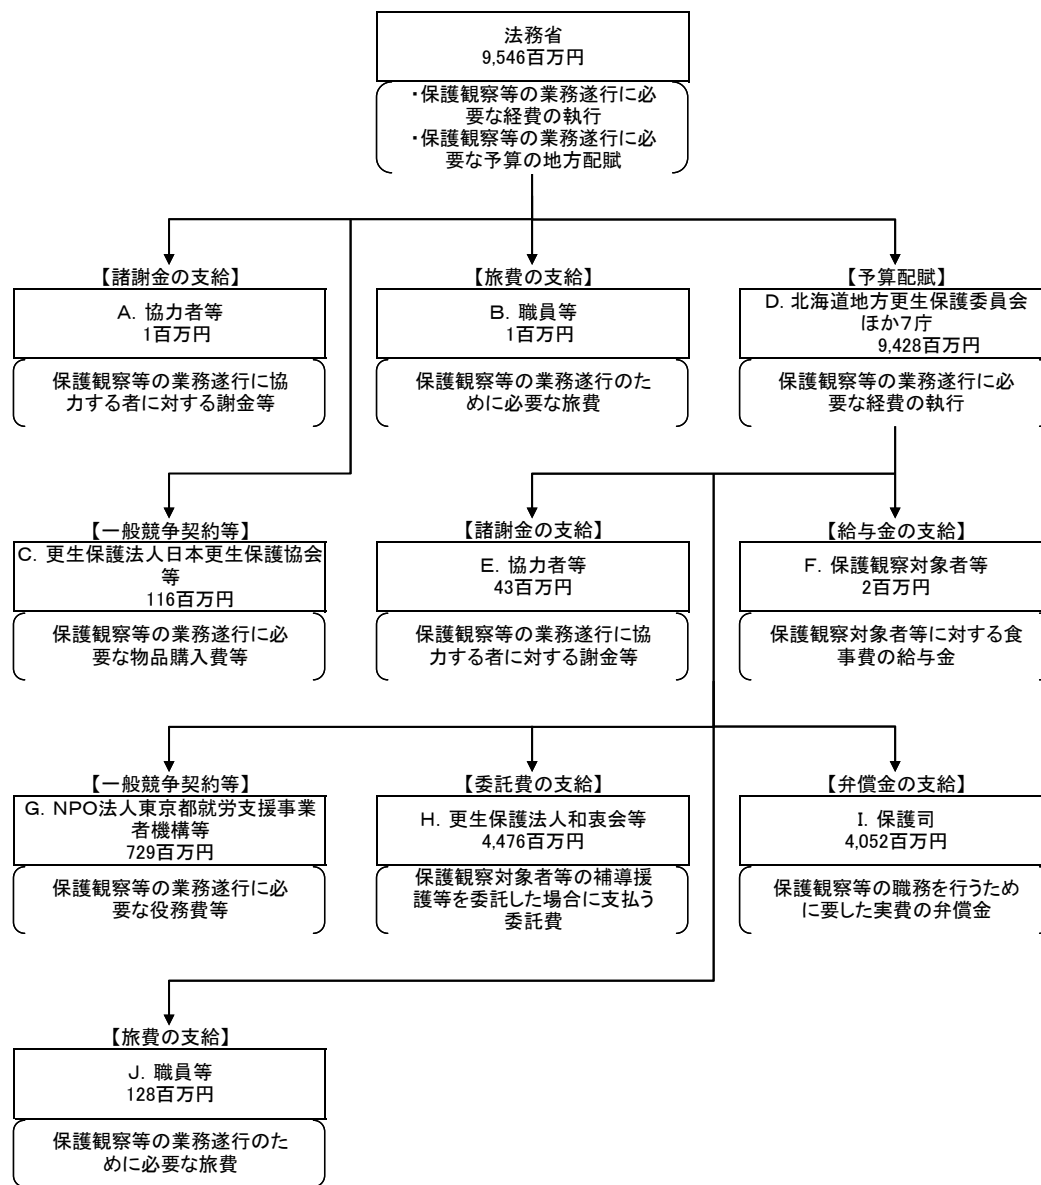 法務省
9,546百万円
・保護観察等の業務遂行に必
要な経費の執行
・保護観察等の業務遂行に必
要な予算の地方配賦
【諸謝金の支給】
A. 協力者等
1百万円
保護観察等の業務遂行に協
力する者に対する謝金等
【旅費の支給】
B. 職員等
1百万円
保護観察等の業務遂行のた
めに必要な旅費
【予算配賦】
D. 北海道地方更生保護委員会
ほか7庁
9,428百万円
保護観察等の業務遂行に必
要な経費の執行
【一般競争契約等】
C. 更生保護法人日本更生保護協会
等
116百万円
保護観察等の業務遂行に必
要な物品購入費等
【諸謝金の支給】
E. 協力者等
43百万円
保護観察等の業務遂行に協
力する者に対する謝金等
【給与金の支給】
F. 保護観察対象者等
2百万円
保護観察対象者等に対する食
事費の給与金
【一般競争契約等】
G. NPO法人東京都就労支援事業
者機構等
729百万円
保護観察等の業務遂行に必
要な役務費等
【委託費の支給】
H. 更生保護法人和衷会等
4,476百万円
保護観察対象者等の補導援
護等を委託した場合に支払う
委託費
【弁償金の支給】
I. 保護司
4,052百万円
保護観察等の職務を行うため
に要した実費の弁償金
【旅費の支給】
J. 職員等
128百万円
保護観察等の業務遂行のた
めに必要な旅費